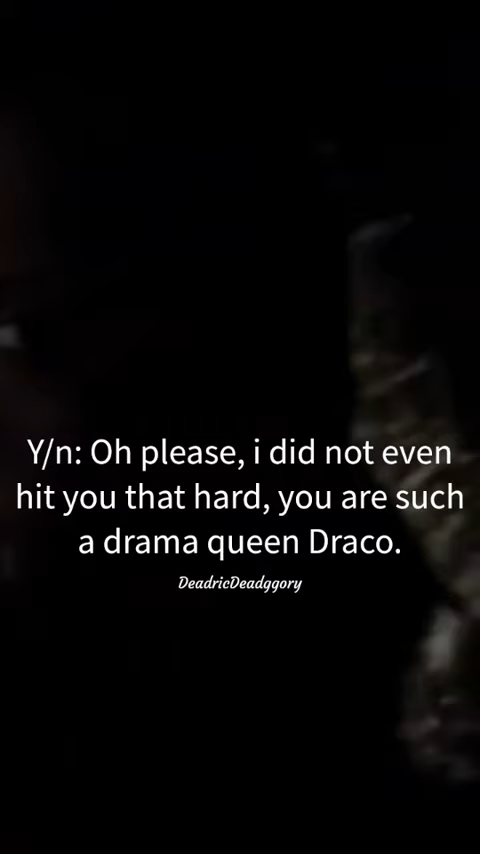 Y/n: Oh please, i did not even
hit you that hard, you are such
a drama queen Draco.
DeadricDeadggory